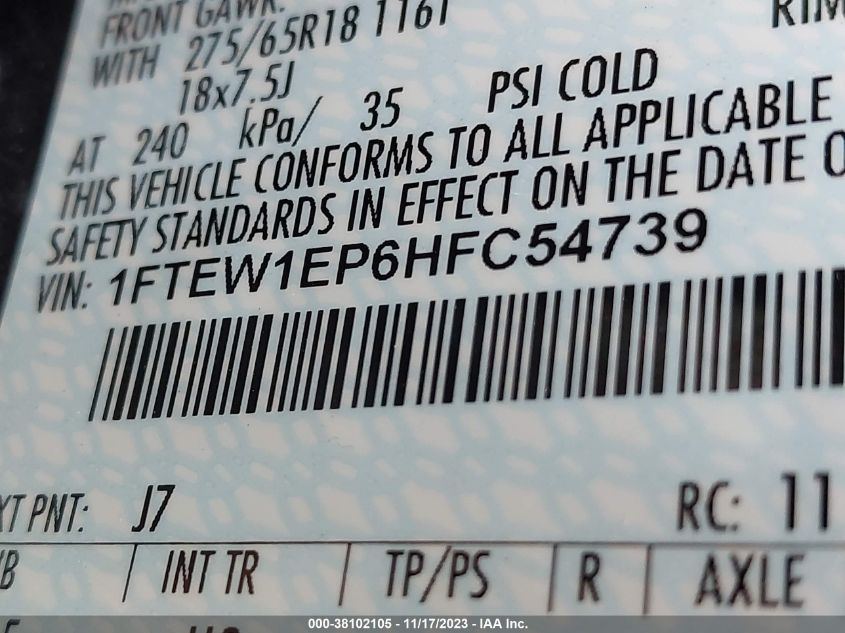 FRONT GAWR:
WITH 275/65R18 116T
18x7.5J
AT 240 kPa/ 35 PSI COLD
THIS VEHICLE CONFORMS TO ALL APPLICABLE
SAFETY STANDARDS IN EFFECT ON THE DATE
VIN: 1FTEW1EP6HFC54739
PNT: J7 RC: 11
INT TR TP/PS R AXLE
000-38102105 - 11/17/2023 - IAA Inc.